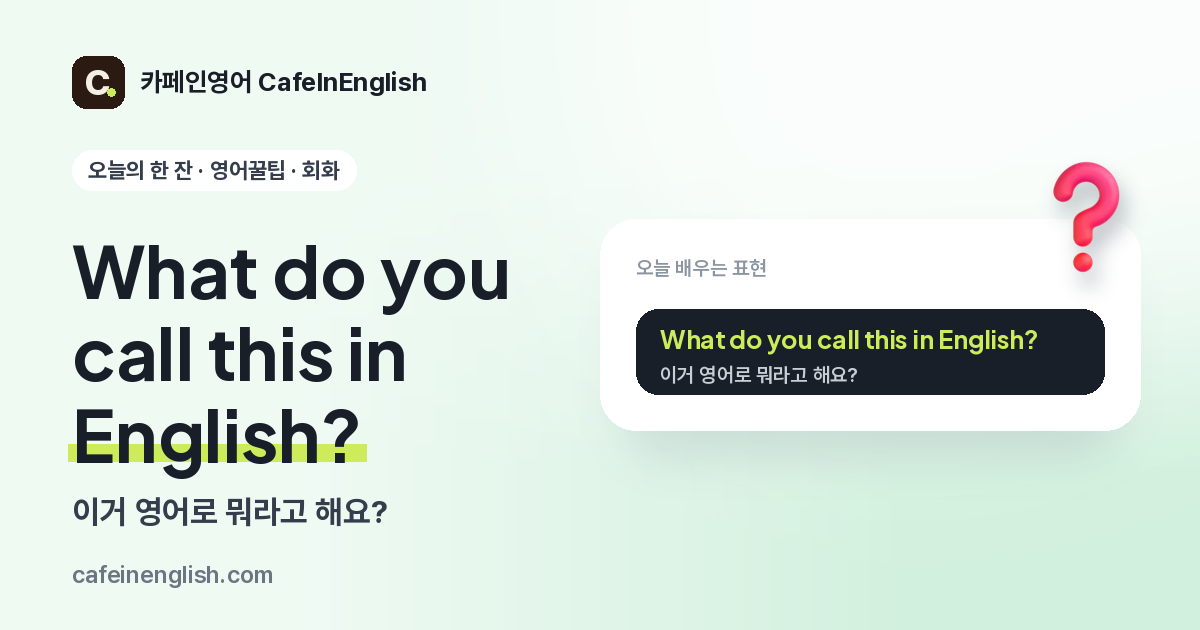 카페인영어 CafeInEnglish
오늘의 한 잔 · 영어꿀팁 · 회화
What do you
call this in
English?
이거 영어로 뭐라고 해요?
cafeinenglish.com
오늘 배우는 표현
What do you call this in English?
이거 영어로 뭐라고 해요?